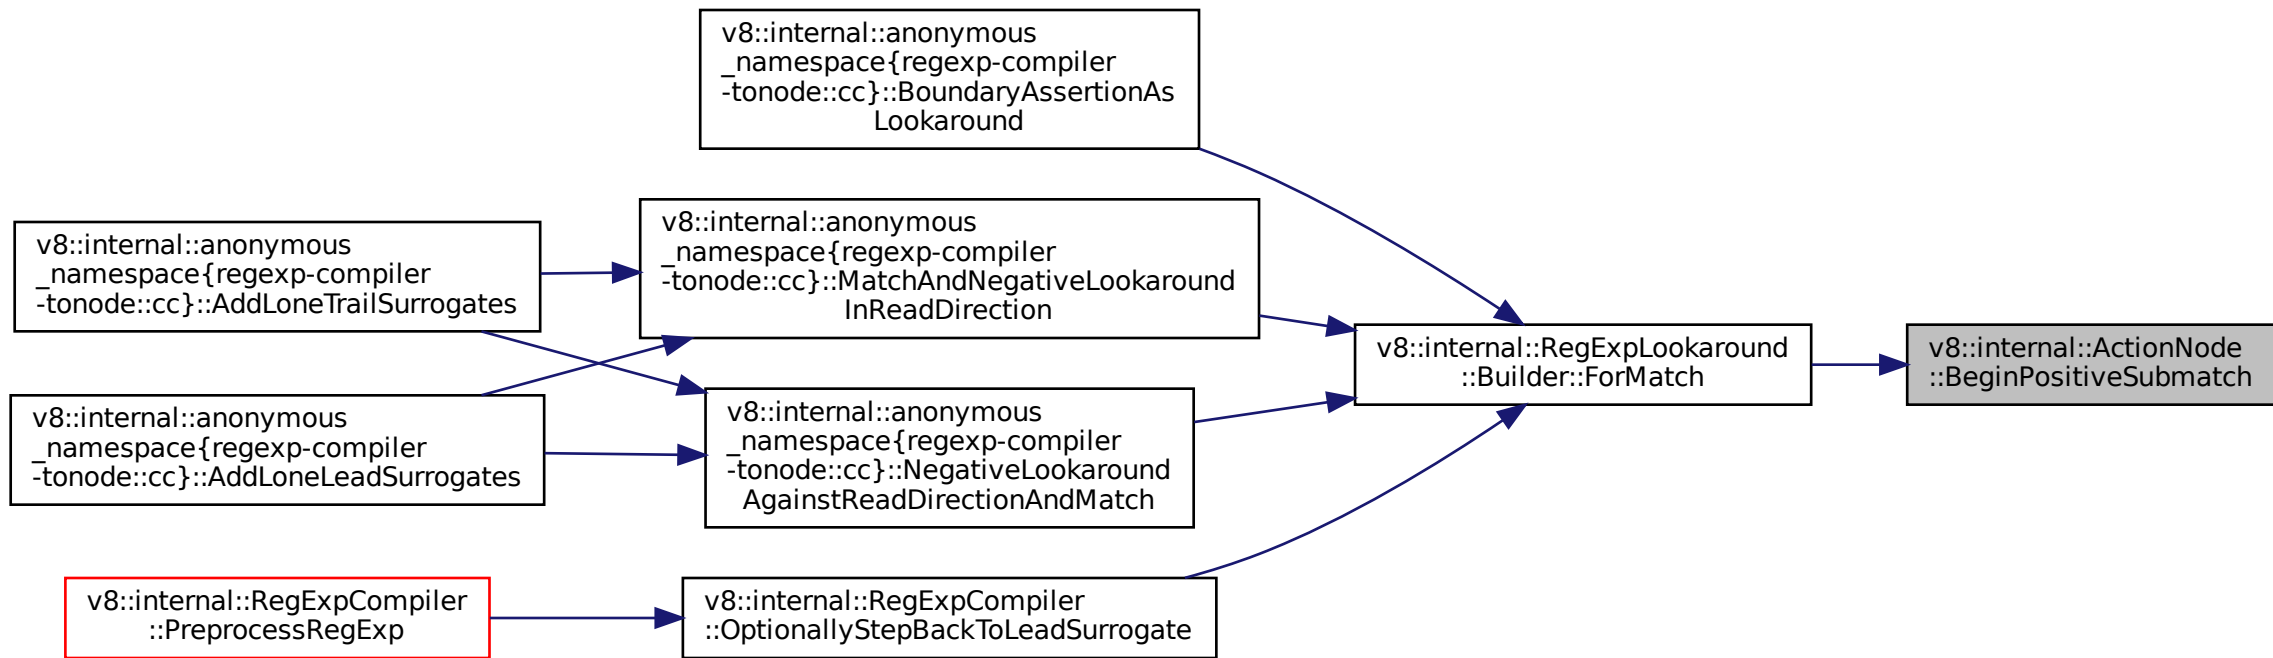 v8::internal::anonymous
_namespace{regexp-compiler
-tonode::cc}::BoundaryAssertionAs
Lookaround
v8::internal::anonymous
_namespace{regexp-compiler
-tonode::cc}::AddLoneTrailSurrogates
v8::internal::anonymous
_namespace{regexp-compiler
-tonode::cc}::MatchAndNegativeLookaround
InReadDirection
v8::internal::RegExpLookaround
::Builder::ForMatch
v8::internal::ActionNode
::BeginPositiveSubmatch
v8::internal::anonymous
_namespace{regexp-compiler
-tonode::cc}::AddLoneLeadSurrogates
v8::internal::anonymous
_namespace{regexp-compiler
-tonode::cc}::NegativeLookaround
AgainstReadDirectionAndMatch
v8::internal::RegExpCompiler
::PreprocessRegExp
v8::internal::RegExpCompiler
::OptionallyStepBackToLeadSurrogate